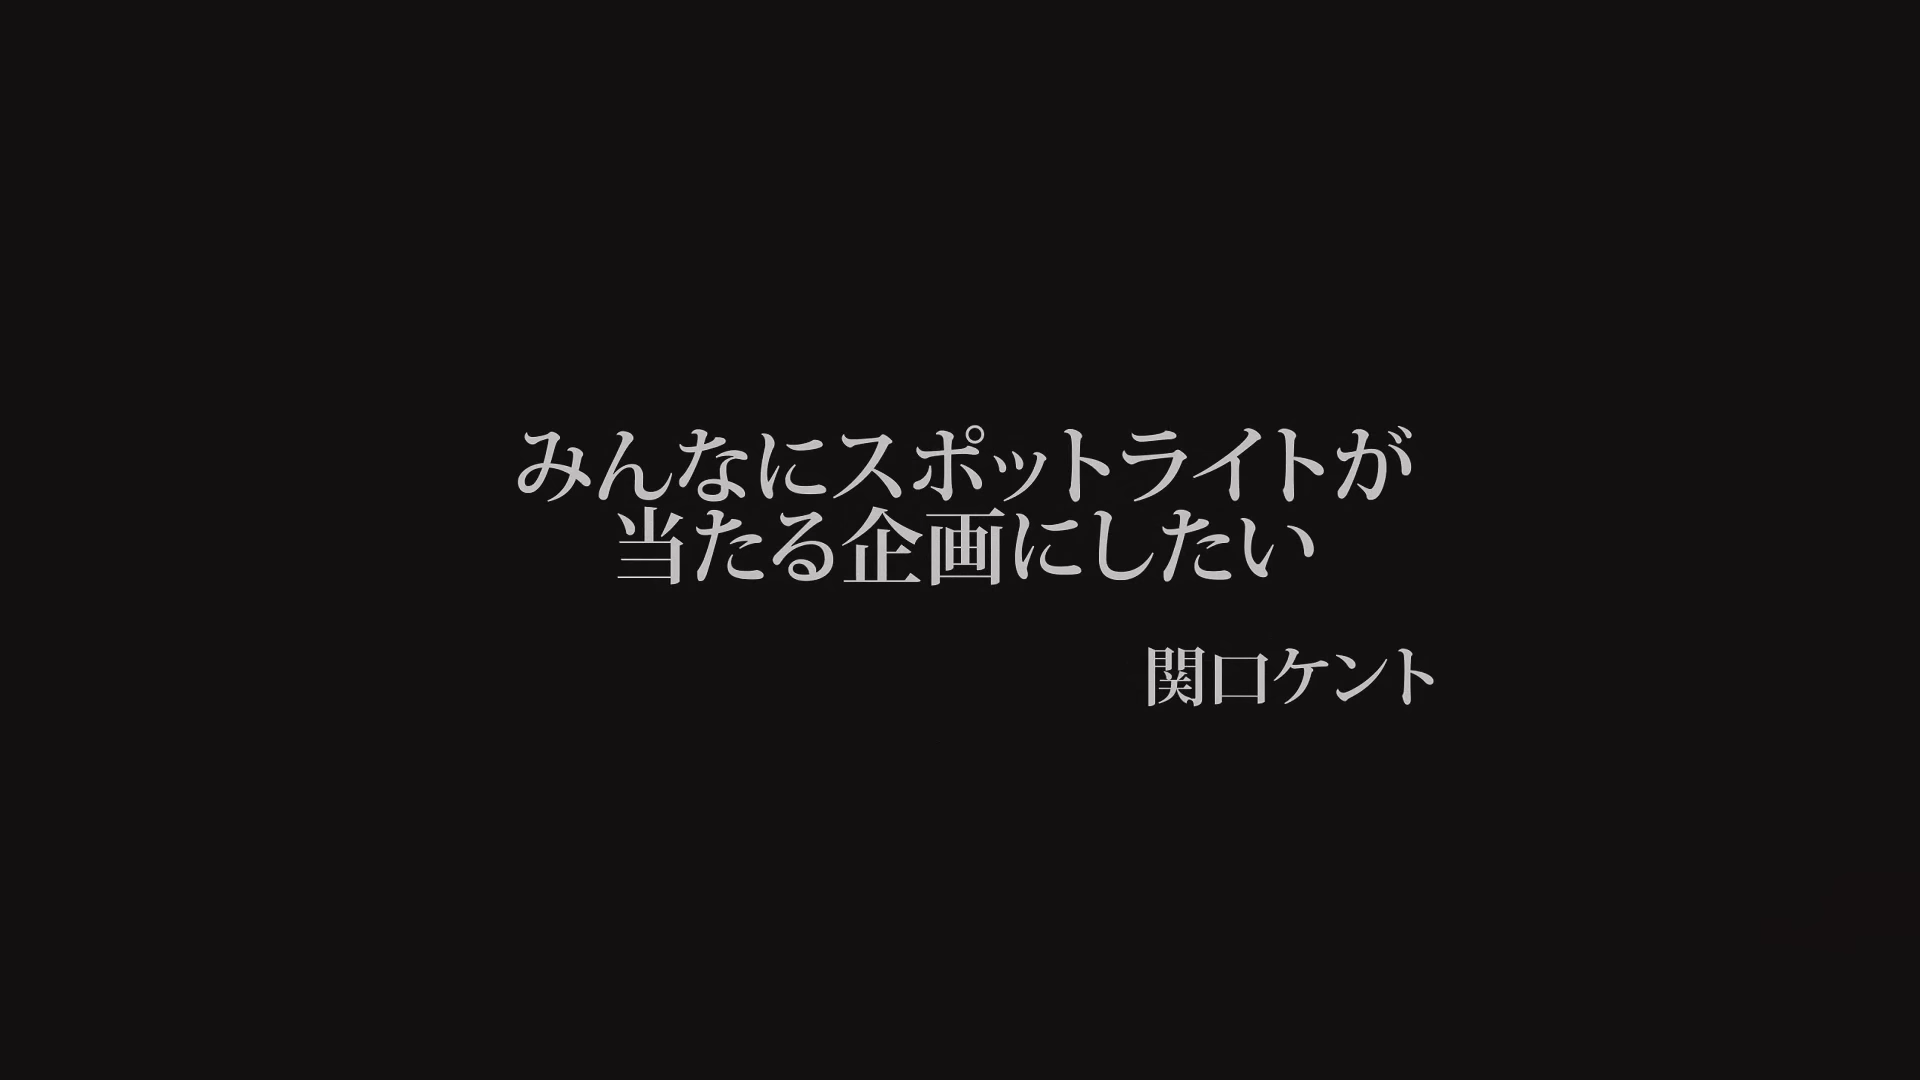 みんなにスポットライトが
当たる企画にしたい
関口ケント